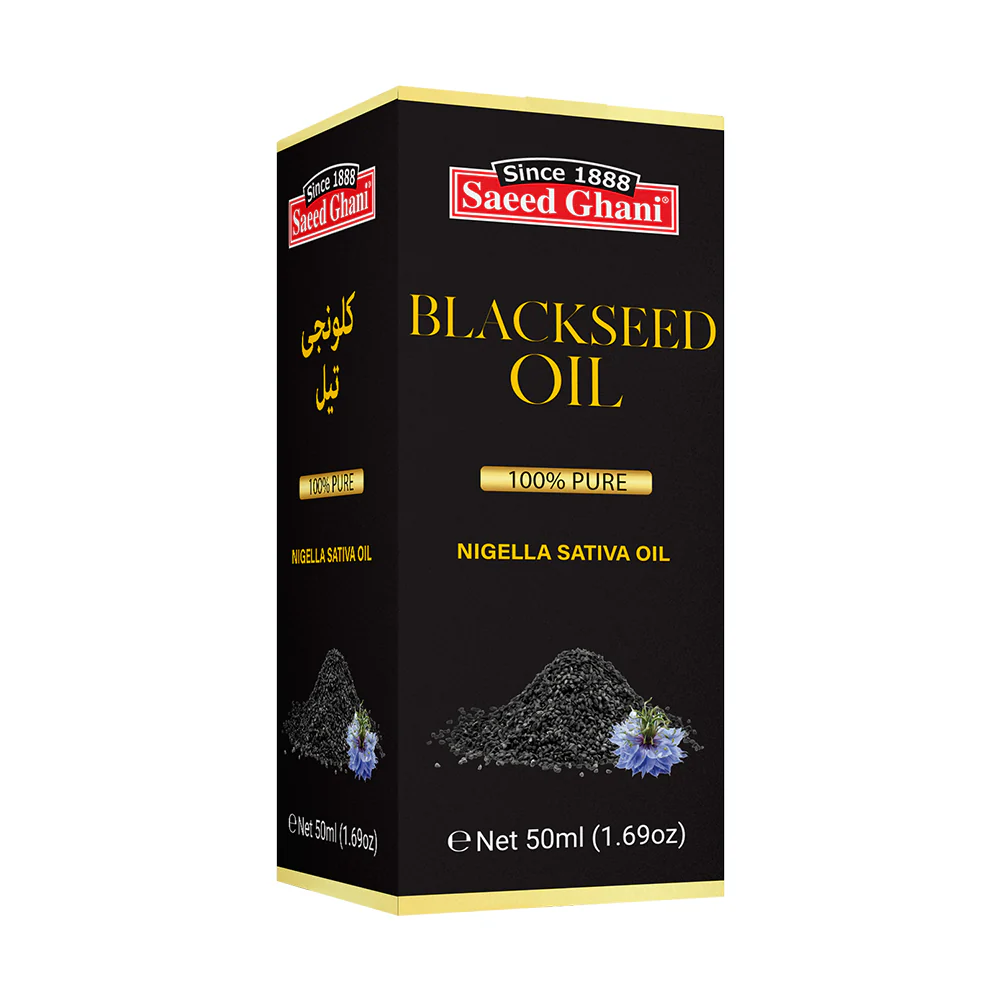 Since 1888
Saeed Ghani®
کلونجی
تیل
100% PURE
NIGELLA SATIVA OIL
℮ Net 50ml (1.69oz)
Since 1888
Saeed Ghani®
BLACKSEED
OIL
100% PURE
NIGELLA SATIVA OIL
℮ Net 50ml (1.69oz)